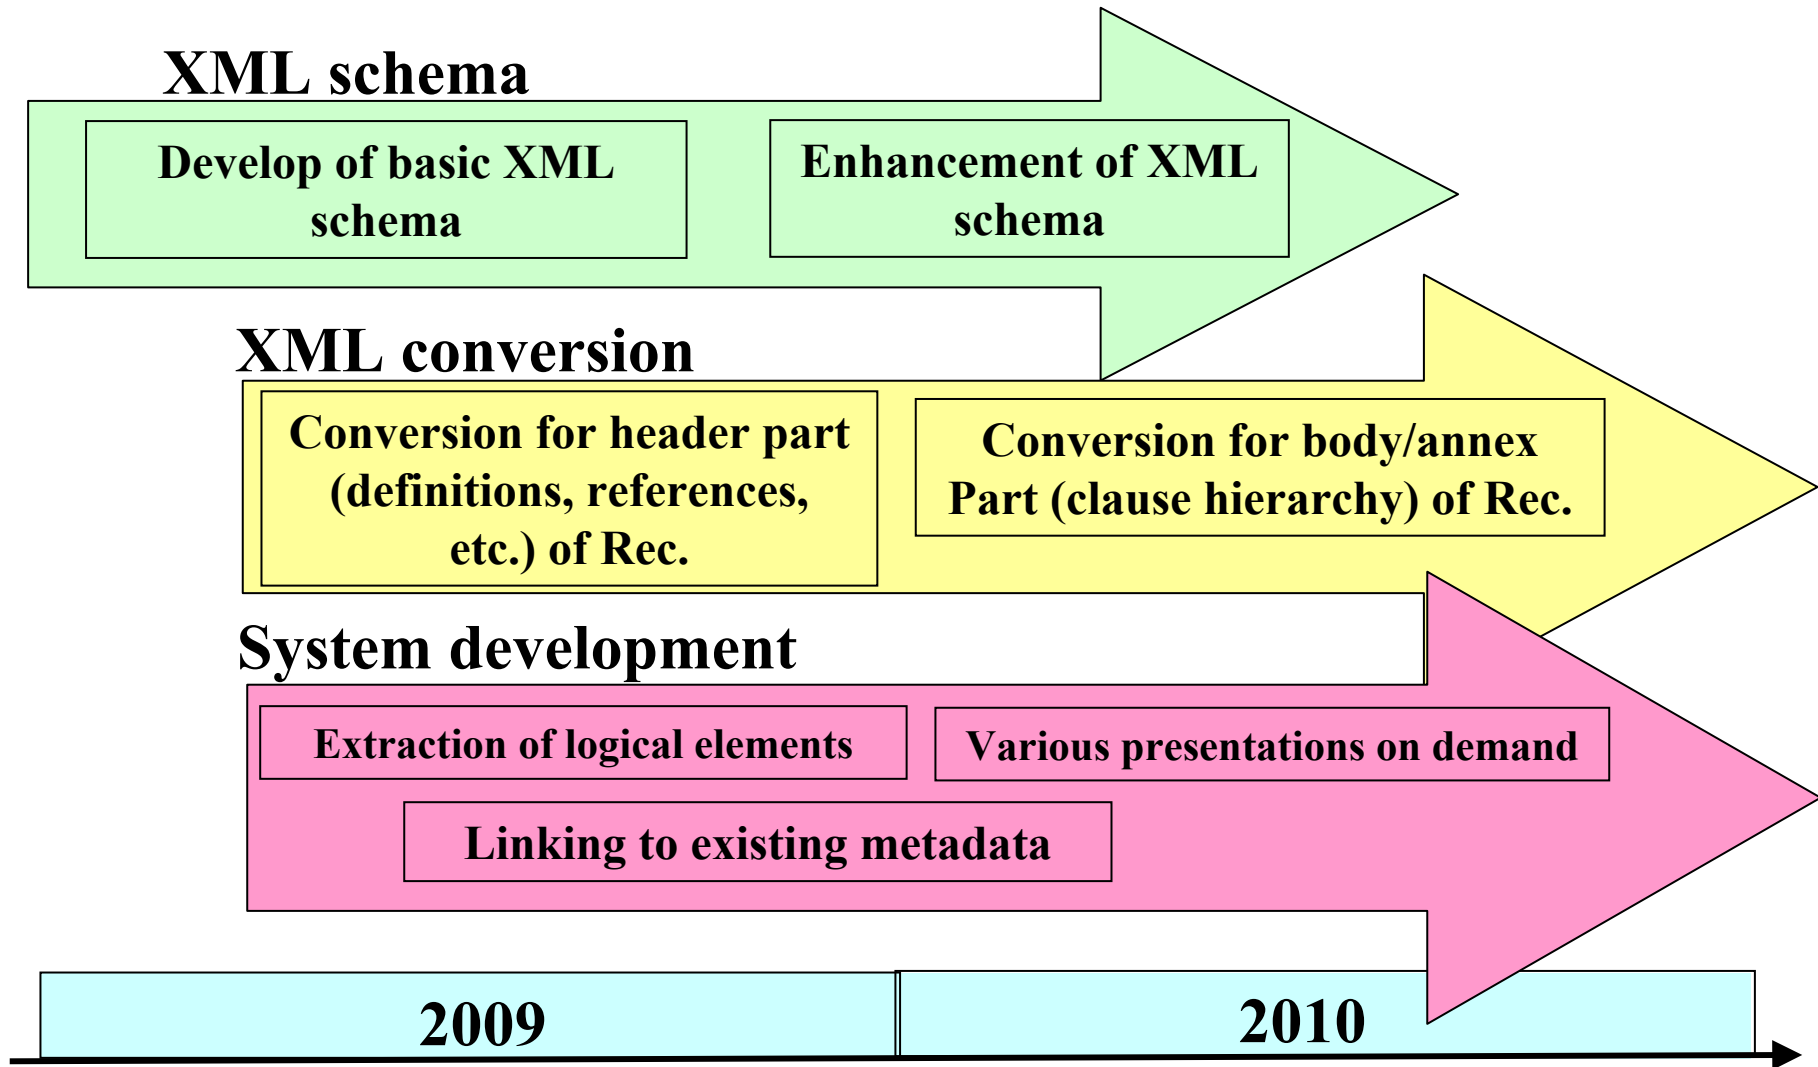 XML schema
Develop of basic XML
schema
Enhancement of XML
schema
XML conversion
Conversion for header part
(definitions, references,
etc.) of Rec.
Conversion for body/annex
Part (clause hierarchy) of Rec.
System development
Extraction of logical elements
Various presentations on demand
Linking to existing metadata
2009
2010